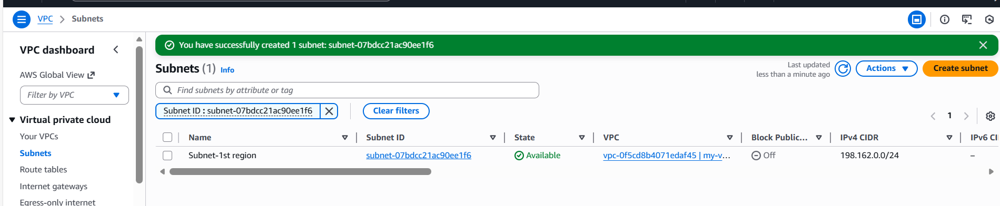 VPC > Subnets
You have successfully created 1 subnet: subnet-07bdcc21ac90ee1f6
VPC dashboard
AWS Global View
Filter by VPC
Virtual private cloud
Your VPCs
Subnets
Route tables
Internet gateways
Egress-only internet
Subnets (1) Info
Last updated
less than a minute ago
Actions
Create subnet
Find subnets by attribute or tag
Subnet ID : subnet-07bdcc21ac90ee1f6
Clear filters
1
Name Subnet ID State VPC Block Public... IPv4 CIDR IPv6 CI
Subnet-1st region subnet-07bdcc21ac90ee1f6 Available vpc-0f5cd8b4071edaf45 | my-v... Off 198.162.0.0/24 –